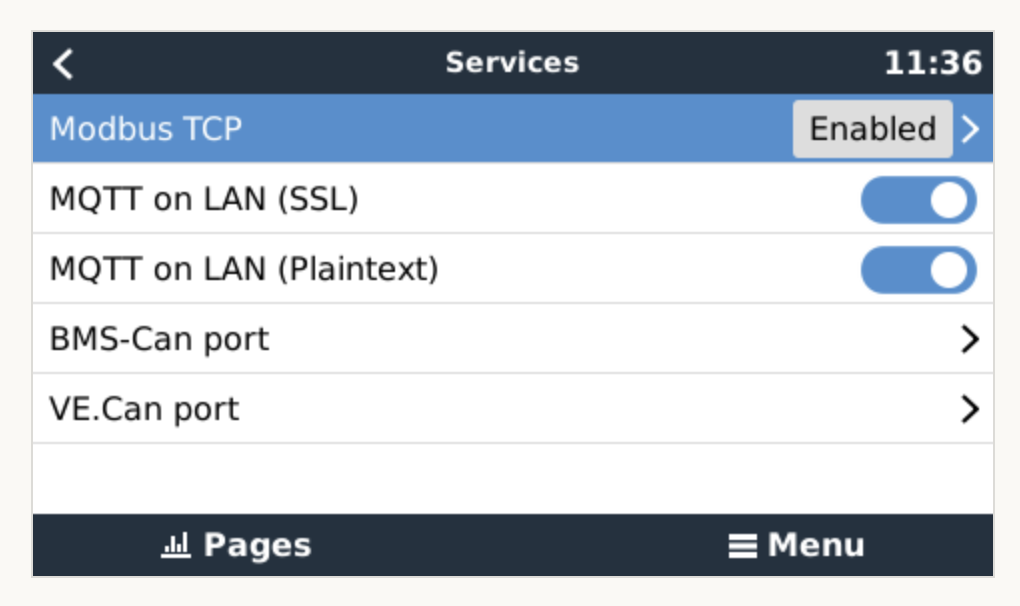 Services 11:36
Modbus TCP Enabled
MQTT on LAN (SSL)
MQTT on LAN (Plaintext)
BMS-Can port
VE.Can port
Pages Menu